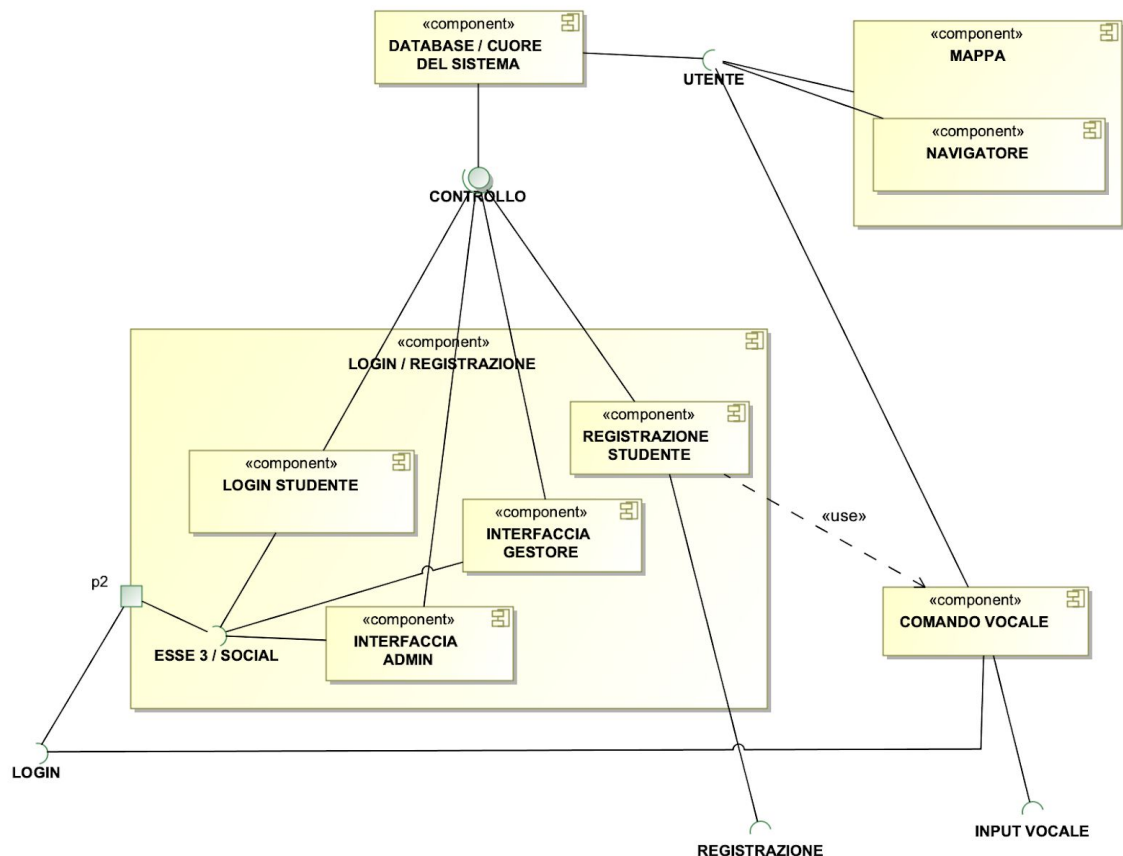 «component»
DATABASE / CUORE
DEL SISTEMA
«component»
MAPPA
UTENTE
«component»
NAVIGATORE
CONTROLLO
«component»
LOGIN / REGISTRAZIONE
«component»
REGISTRAZIONE
STUDENTE
«component»
LOGIN STUDENTE
«component»
INTERFACCIA
GESTORE
«use»
p2
«component»
COMANDO VOCALE
«component»
INTERFACCIA
ADMIN
ESSE 3 / SOCIAL
LOGIN
INPUT VOCALE
REGISTRAZIONE